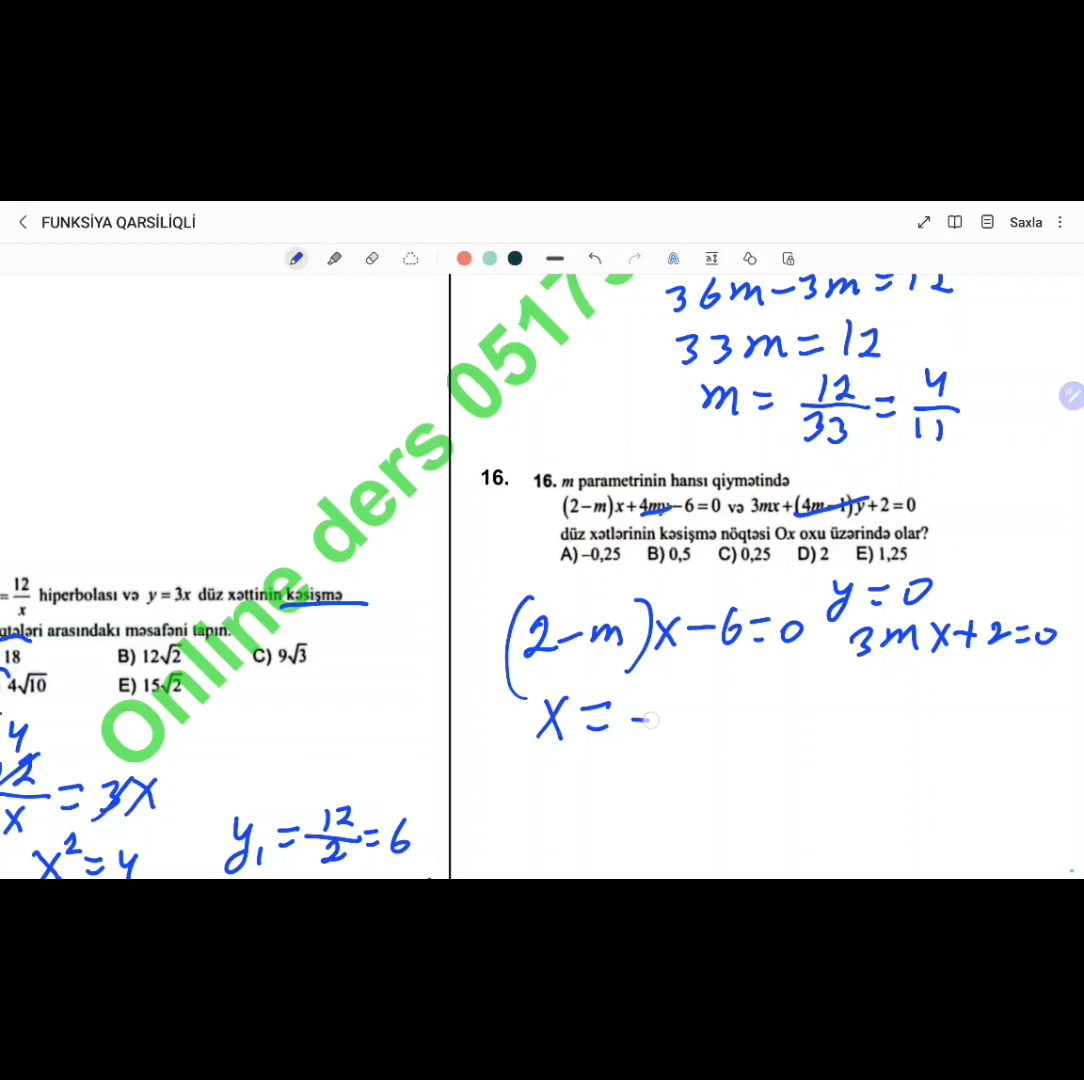 FUNKSİYA QARSİLİQLİ
Saxla
= 12/x hiperbolası və y = 3x düz xəttinin kəsişmə
arasındakı məsafəni tapın.
18 B) 12√2 C) 9√3
4√10 E) 15√2
4
x = 3x
x² = 4
y₁ = 12/2 = 6
Online ders 05175
36m-3m=12
33m=12
m = 12/33 = 4/11
16. 16. m parametrinin hansı qiymətində
(2−m)x+4my−6=0 və 3mx+(4m−1)y+2=0
düz xətlərinin kəsişmə nöqtəsi Ox oxu üzərində olar?
A) −0,25 B) 0,5 C) 0,25 D) 2 E) 1,25
y=0
(2−m)x−6=0 3mx+2=0
x = -